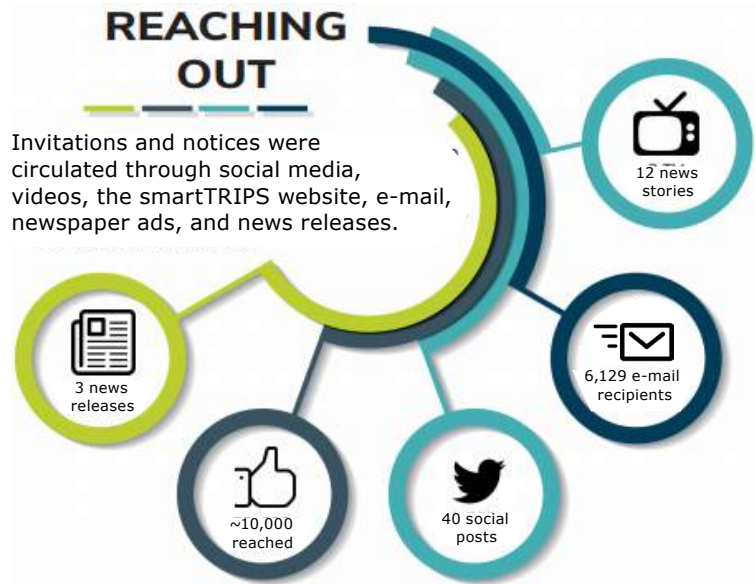 REACHING
OUT
Invitations and notices were
circulated through social media,
videos, the smartTRIPS website, e-mail,
newspaper ads, and news releases.
12 news
stories
6,129 e-mail
recipients
40 social
posts
~10,000
reached
3 news
releases